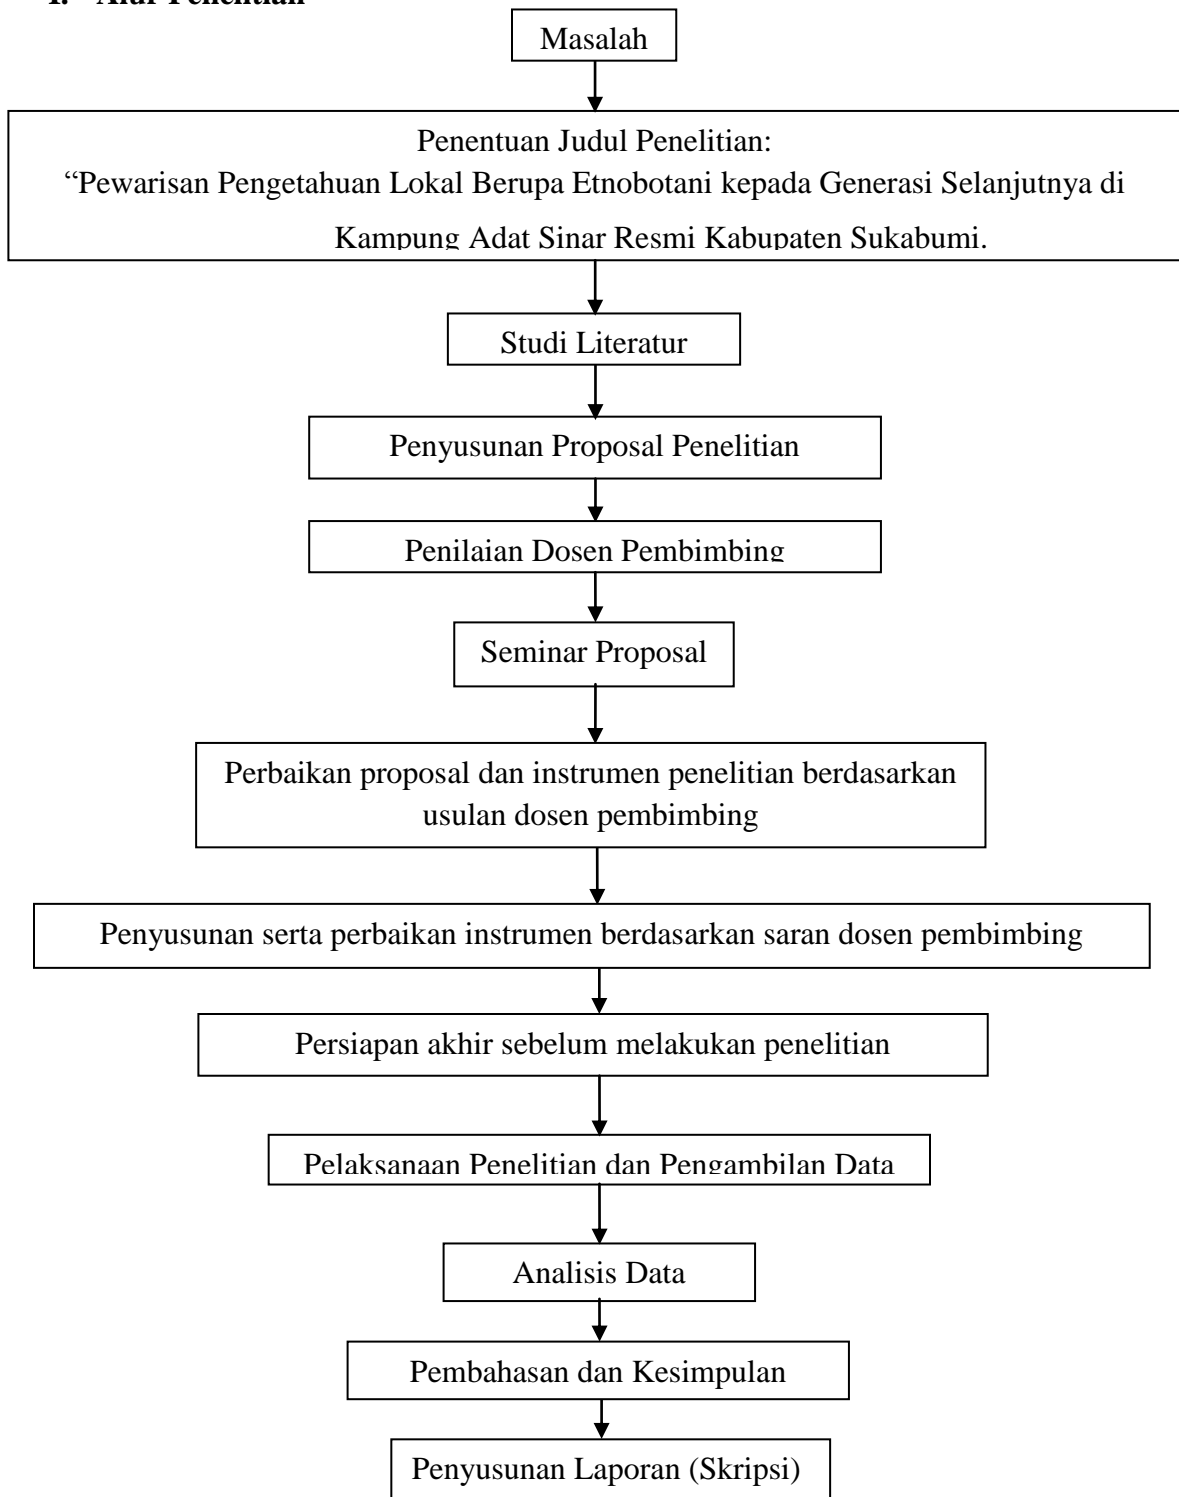 Alur Penelitian
Masalah
Penentuan Judul Penelitian:
“Pewarisan Pengetahuan Lokal Berupa Etnobotani kepada Generasi Selanjutnya di
Kampung Adat Sinar Resmi Kabupaten Sukabumi.
Studi Literatur
Penyusunan Proposal Penelitian
Penilaian Dosen Pembimbing
Seminar Proposal
Perbaikan proposal dan instrumen penelitian berdasarkan
usulan dosen pembimbing
Penyusunan serta perbaikan instrumen berdasarkan saran dosen pembimbing
Persiapan akhir sebelum melakukan penelitian
Pelaksanaan Penelitian dan Pengambilan Data
Analisis Data
Pembahasan dan Kesimpulan
Penyusunan Laporan (Skripsi)